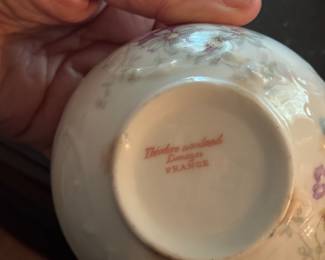 Theodore Haviland
Limoges
FRANCE